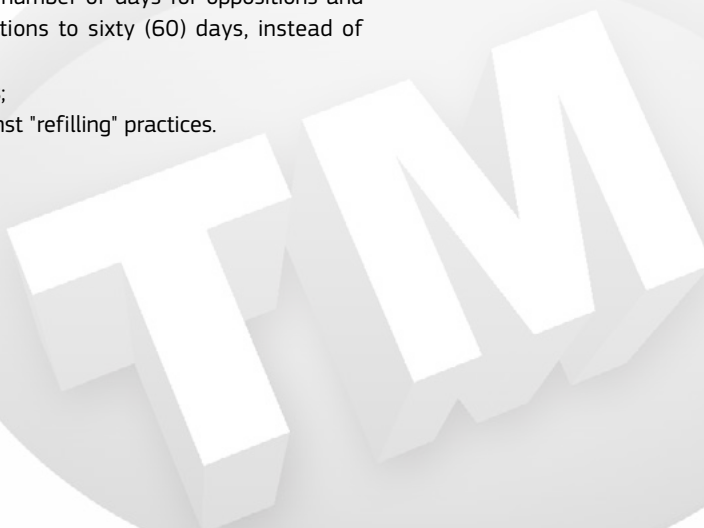 number of days for oppositions and
tions to sixty (60) days, instead of
;
nst "refilling" practices.
TM